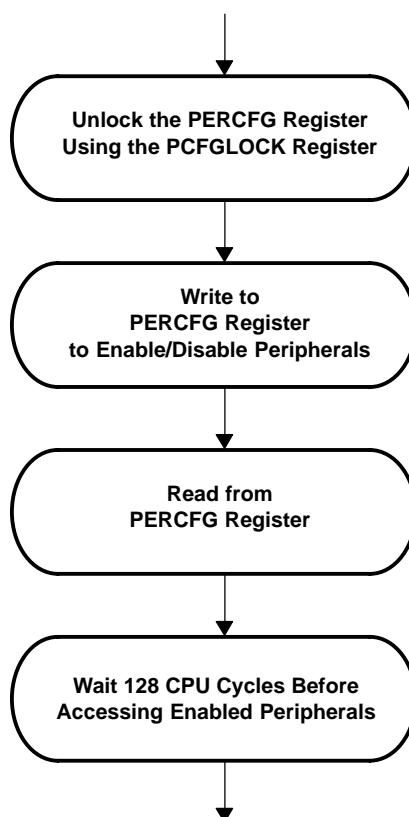 Unlock the PERCFG Register
Using the PCFGLOCK Register
Write to
PERCFG Register
to Enable/Disable Peripherals
Read from
PERCFG Register
Wait 128 CPU Cycles Before
Accessing Enabled Peripherals